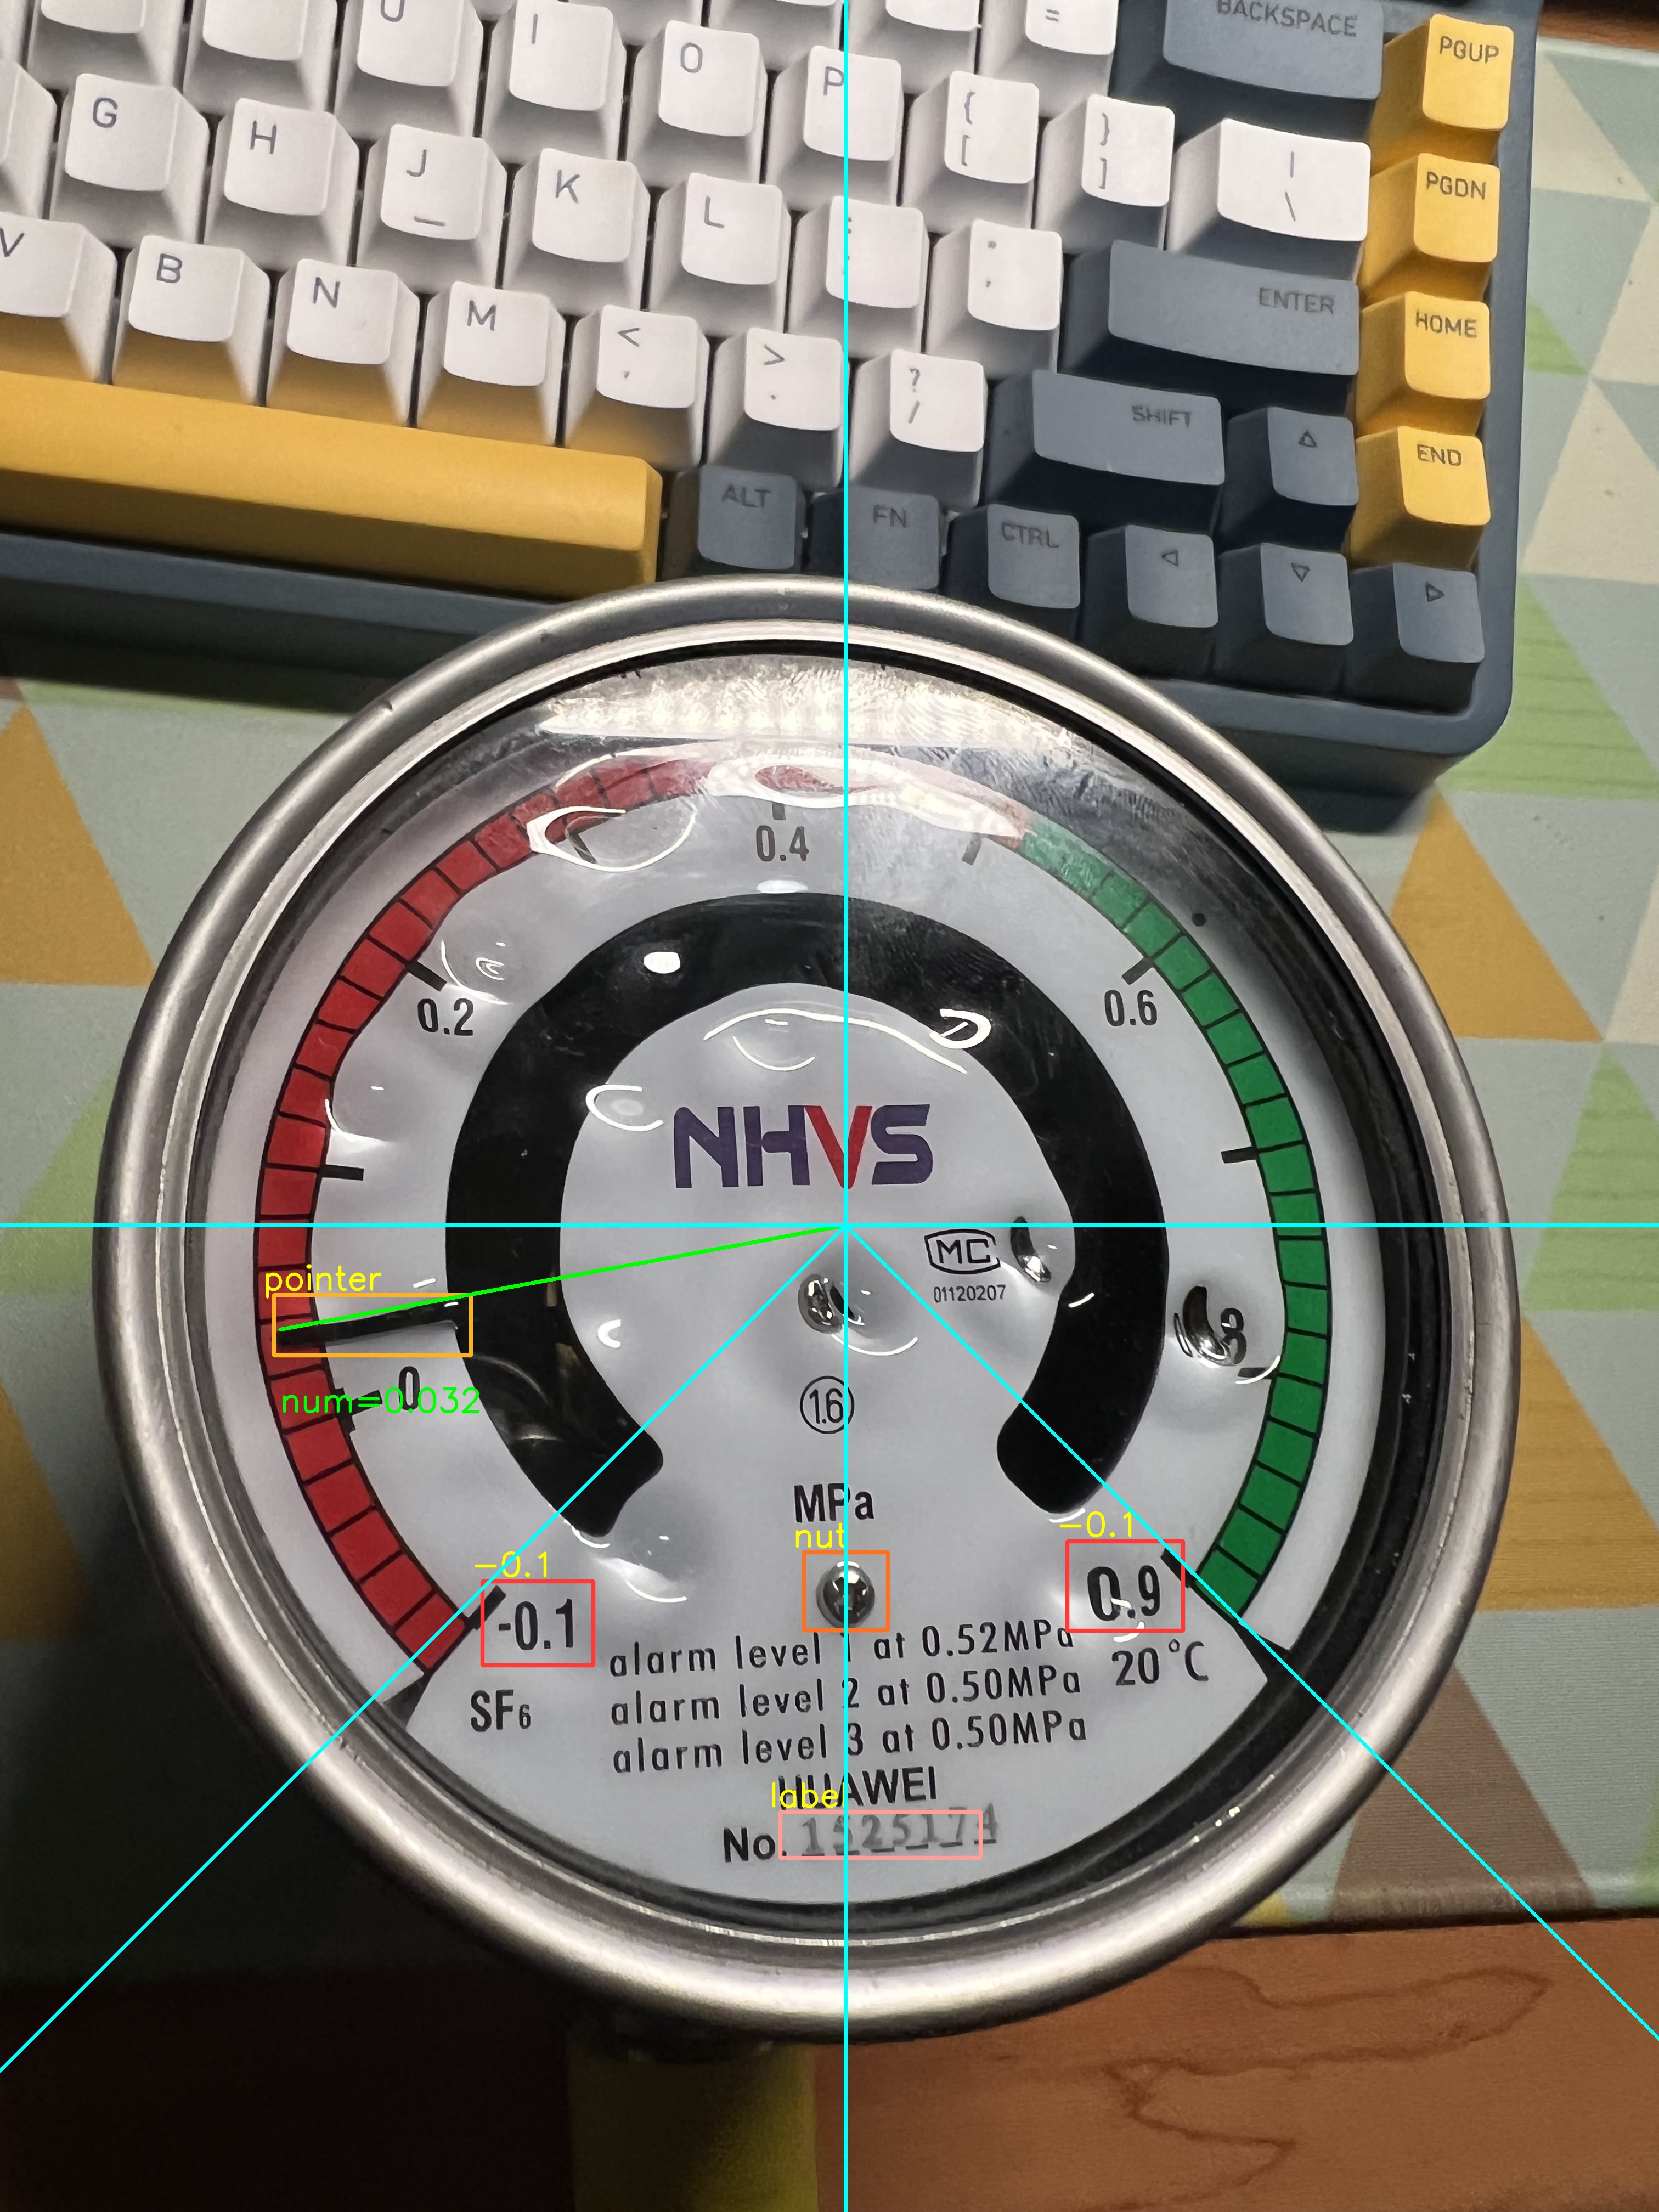 U I O P { [ } ] | \ = BACKSPACE PGUP
G H J K L : ; " ' ENTER PGDN
V B N M < , > . ? / SHIFT HOME
ALT FN CTRL END
0.4
0.2
0.6
NHVS
MC
01120207
pointer
0
num=0.032
1.6
MPa
nut
-0.1
-0.1
-0.1
0.9
alarm level 1 at 0.52MPa
20°C
SF6
alarm level 2 at 0.50MPa
alarm level 3 at 0.50MPa
HUAWEI
label
No. 1525174